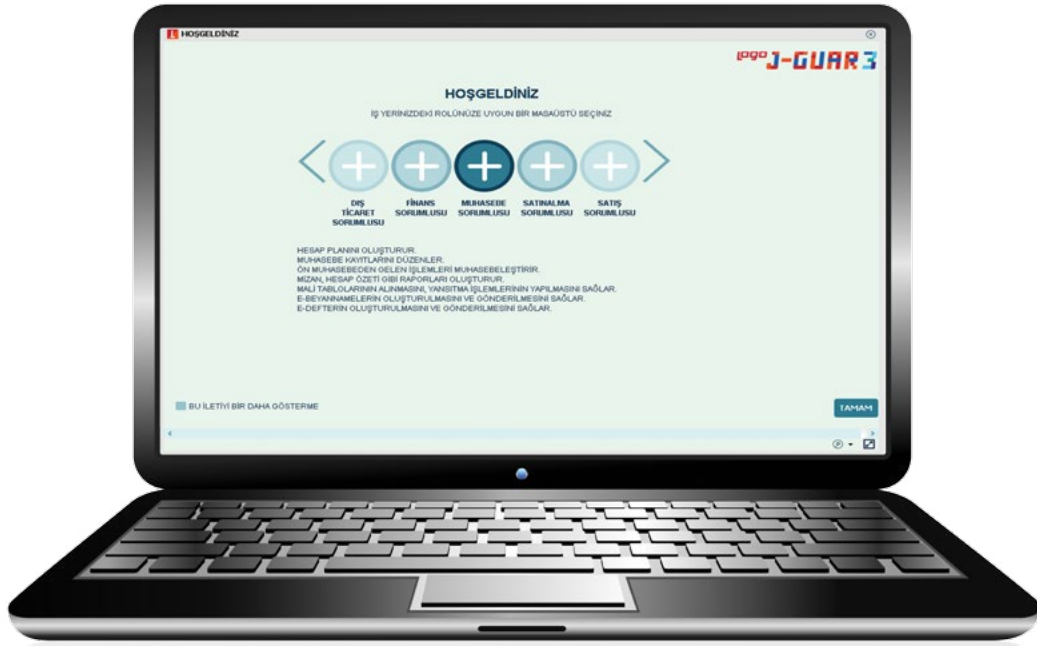 HOŞGELDİNİZ
Logo J-GUAR 3
HOŞGELDİNİZ
İŞ YERİNİZDEKİ ROLÜNÜZE UYGUN BİR MASAÜSTÜ SEÇİNİZ
DIŞ TİCARET SORUMLUSU
FİNANS SORUMLUSU
MUHASEBE SORUMLUSU
SATINALMA SORUMLUSU
SATIŞ SORUMLUSU
HESAP PLANINI OLUŞTURUR.
MUHASEBE KAYITLARINI DÜZENLER.
ÖN MUHASEBEDEN GELEN İŞLEMLERİ MUHASEBELEŞTİRİR.
MİZAN, HESAP ÖZETİ GİBİ RAPORLARI OLUŞTURUR.
MALİ TABLOLARININ ALINMASINI, YANSITMA İŞLEMLERİNİN YAPILMASINI SAĞLAR.
E-BEYANNAMELERİN OLUŞTURULMASINI VE GÖNDERİLMESİNİ SAĞLAR.
E-DEFTERİN OLUŞTURULMASINI VE GÖNDERİLMESİNİ SAĞLAR.
BU İLETİYİ BİR DAHA GÖSTERME
TAMAM